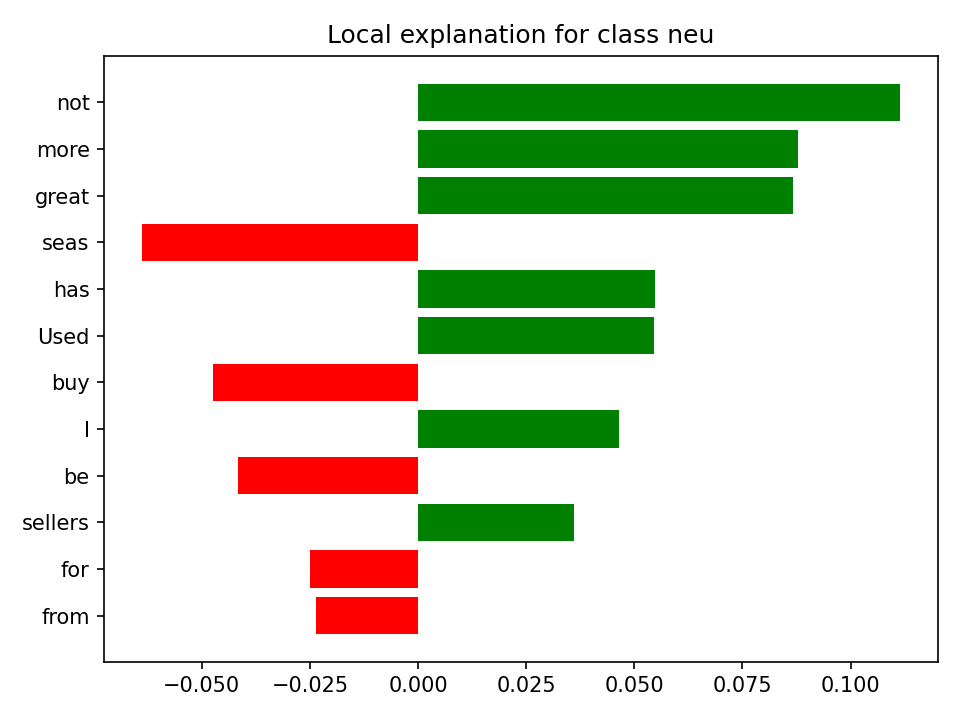 Local explanation for class neu
not
more
great
seas
has
Used
buy
I
be
sellers
for
from
−0.050 −0.025 0.000 0.025 0.050 0.075 0.100